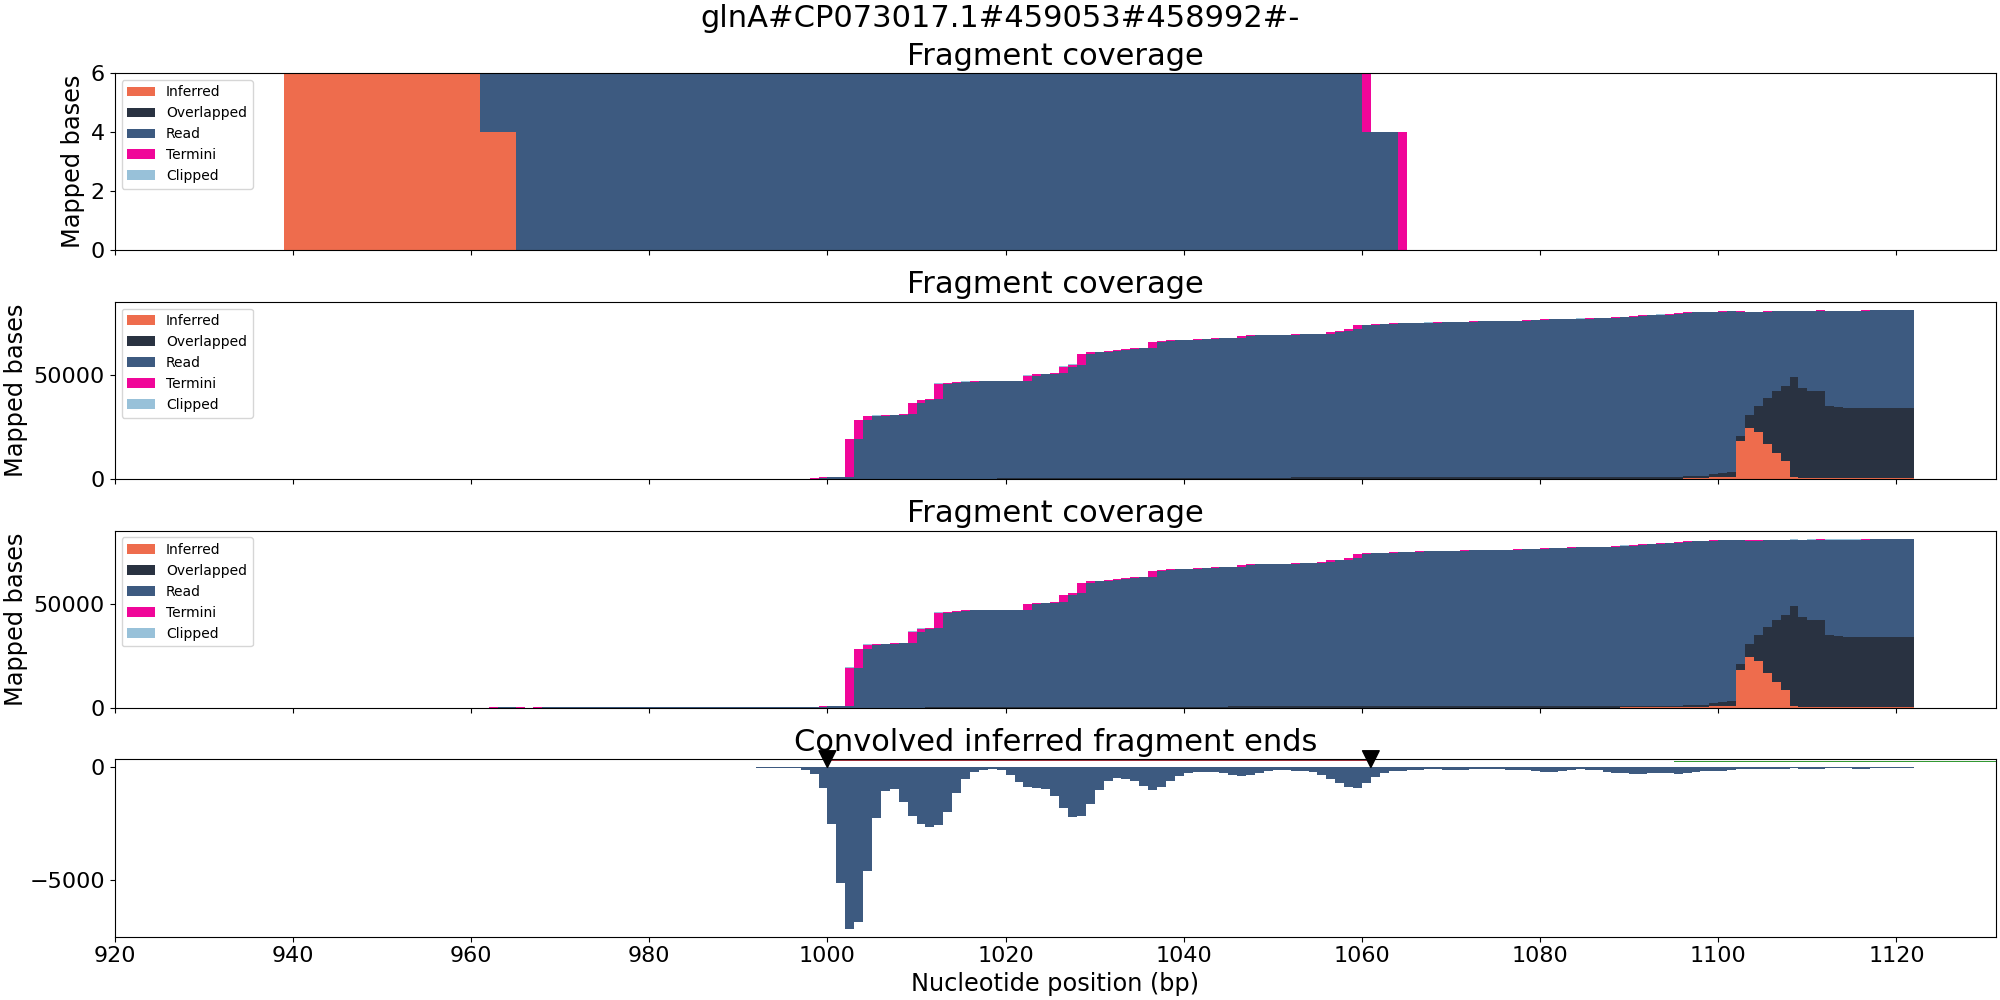 glnA#CP073017.1#459053#458992#-
Fragment coverage
Mapped bases
6
4
2
0
Inferred
Overlapped
Read
Termini
Clipped
Fragment coverage
Mapped bases
50000
0
Inferred
Overlapped
Read
Termini
Clipped
Fragment coverage
Mapped bases
50000
0
Inferred
Overlapped
Read
Termini
Clipped
Convolved inferred fragment ends
0
−5000
920 940 960 980 1000 1020 1040 1060 1080 1100 1120
Nucleotide position (bp)